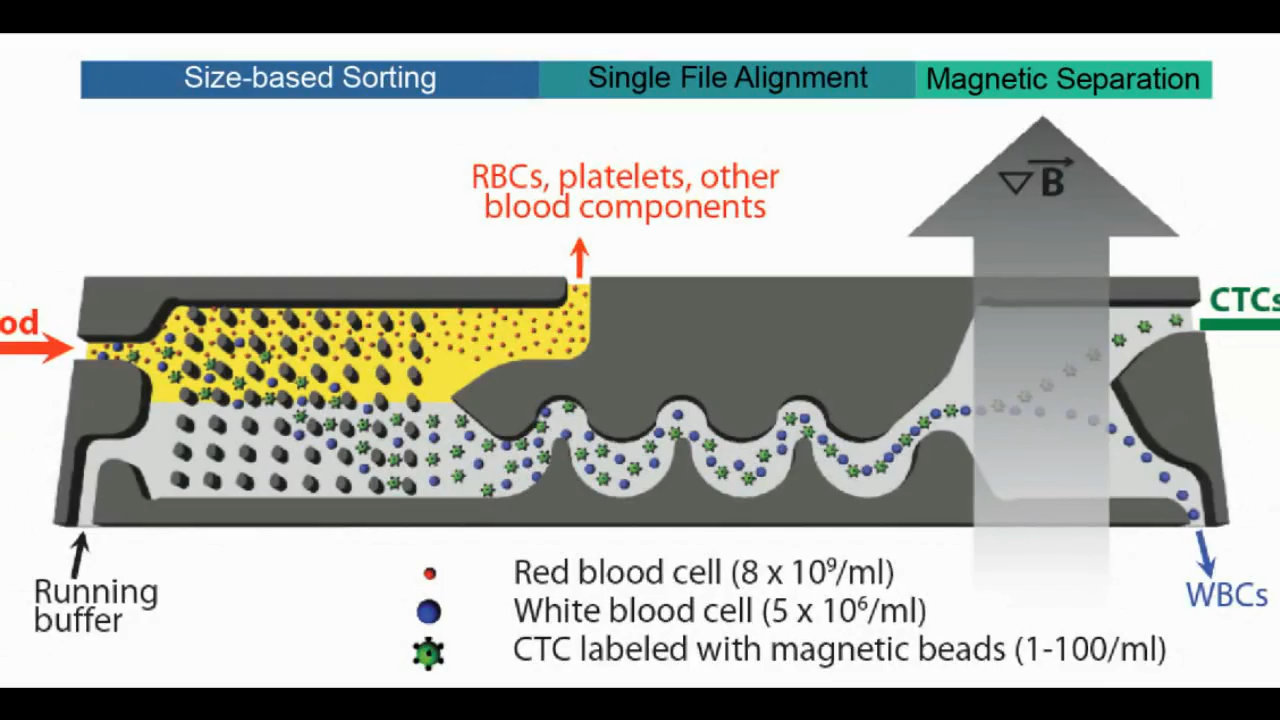 Size-based Sorting
Single File Alignment
Magnetic Separation
RBCs, platelets, other
blood components
▽B⃗
od
CTCs
Running
buffer
WBCs
Red blood cell (8 x 10⁹/ml)
White blood cell (5 x 10⁶/ml)
CTC labeled with magnetic beads (1-100/ml)